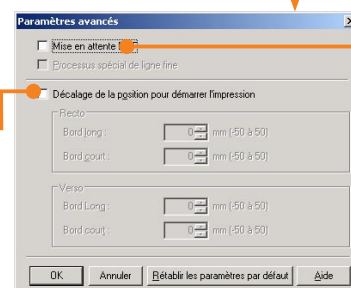 Paramètres avancés
Mise en attente
Processus spécial de ligne fine
Décalage de la position pour démarrer l'impression
Recto
Bord long : 0 mm (-50 à 50)
Bord court : 0 mm (-50 à 50)
Verso
Bord Long : 0 mm (-50 à 50)
Bord court : 0 mm (-50 à 50)
OK Annuler Rétablir les paramètres par défaut Aide